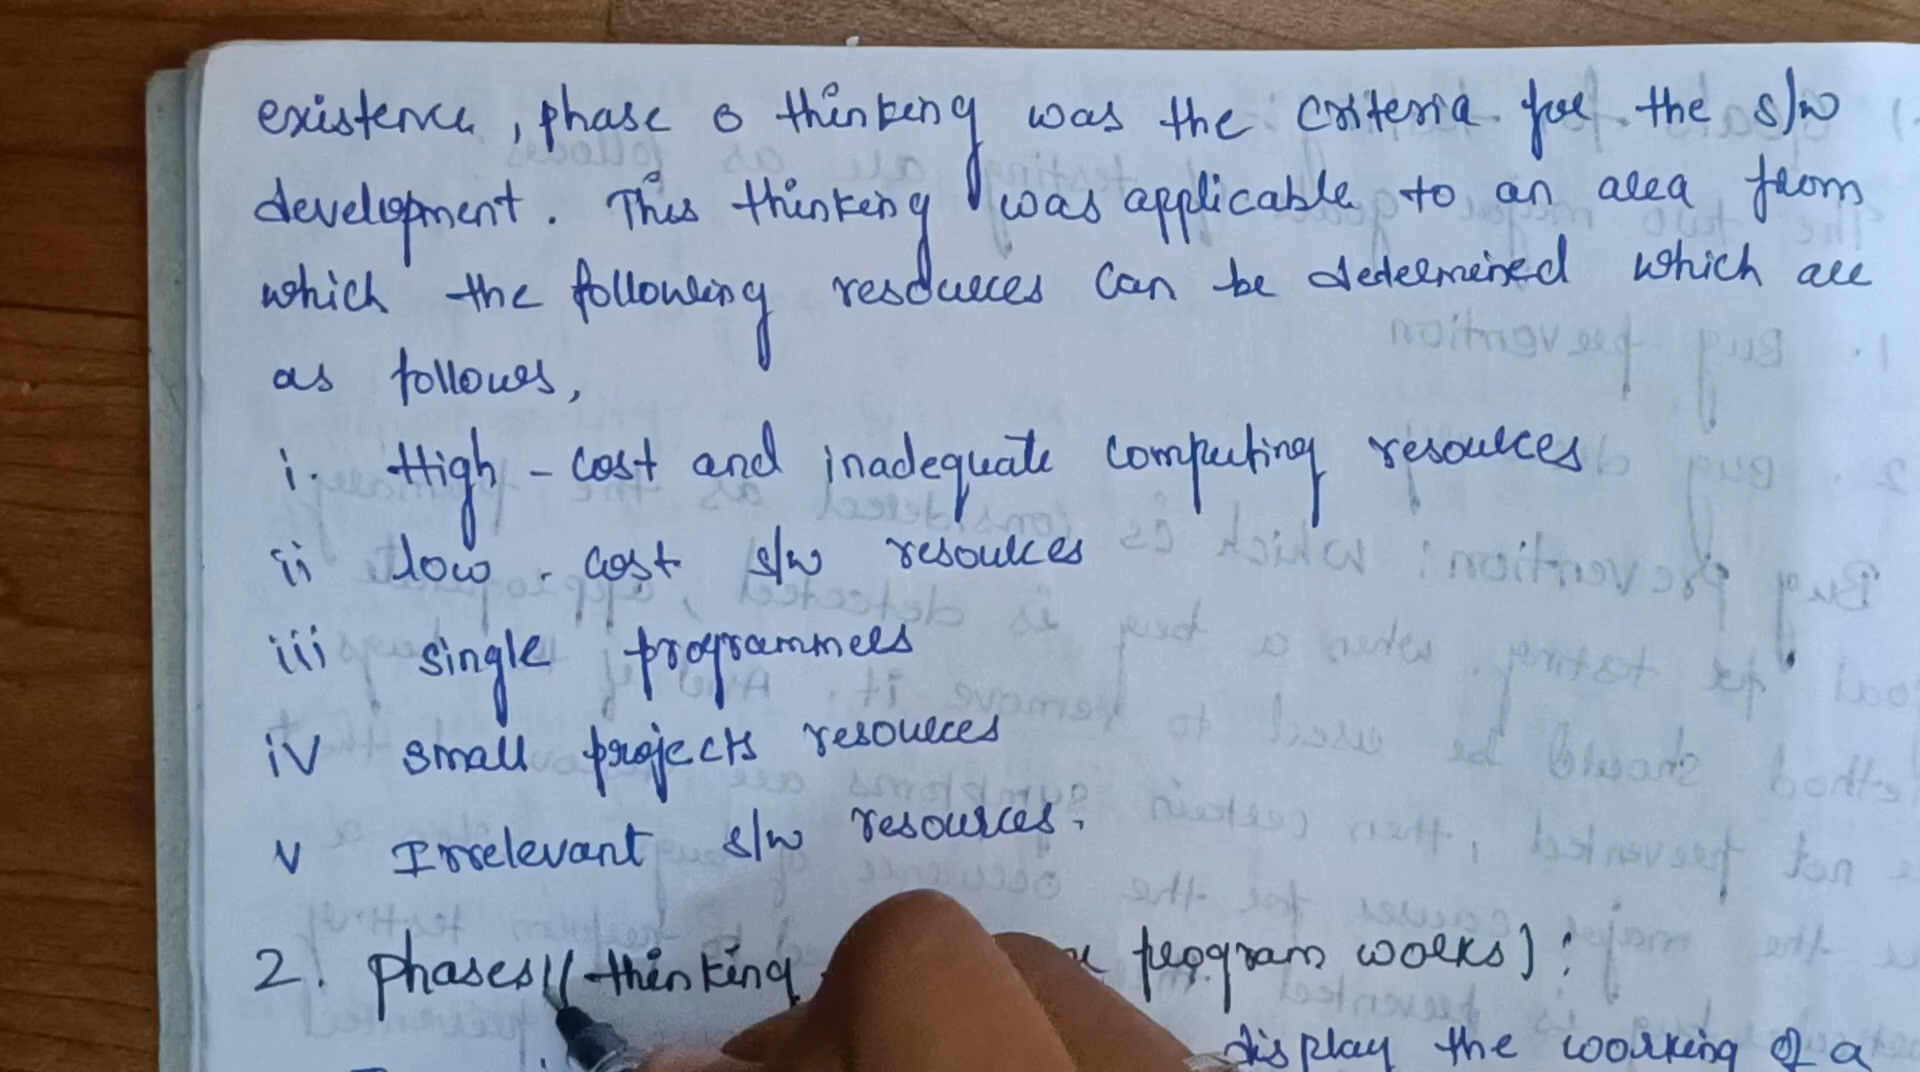 existence, phase 0 thinking was the criteria for the s/w
development. This thinking was applicable to an area from
which the following resources can be determined which are
as follows,
i. High-cost and inadequate computing resources
ii low-cost s/w resources
iii single programmers
iv small projects resources
v Irrelevant s/w resources.
2. phases1(thinking program works):
display the working of a